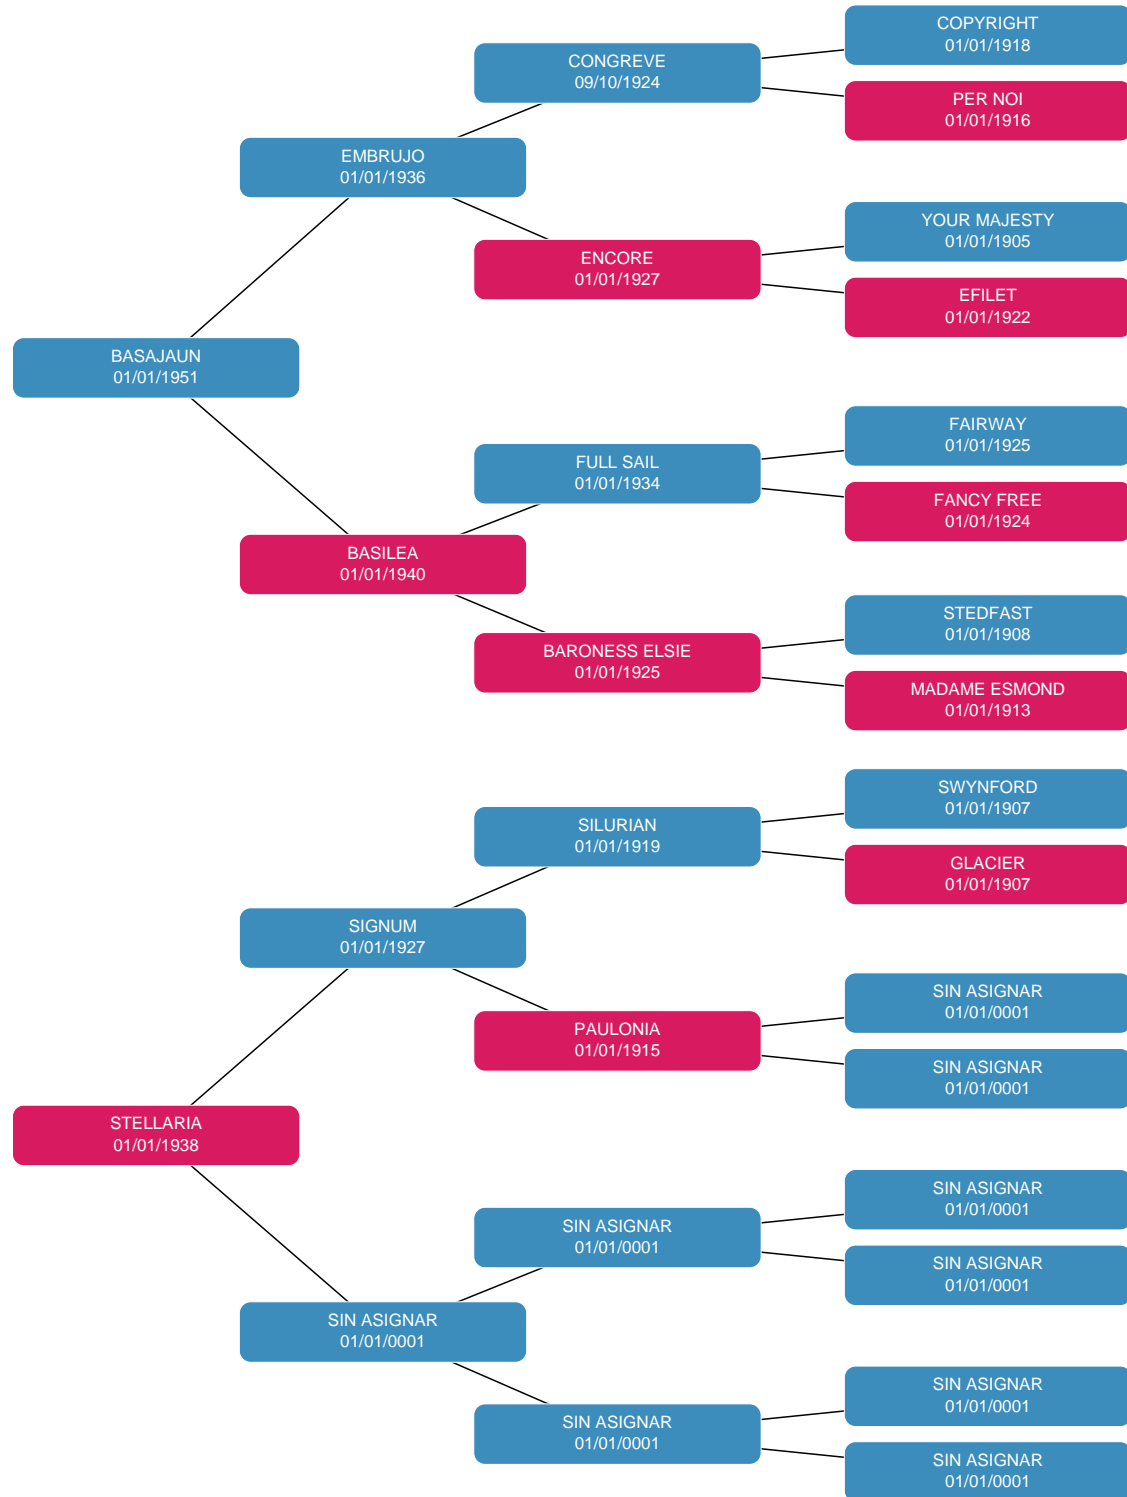 COPYRIGHT
01/01/1918
CONGREVE
09/10/1924
PER NOI
01/01/1916
EMBRUJO
01/01/1936
YOUR MAJESTY
01/01/1905
ENCORE
01/01/1927
EFILET
01/01/1922
BASAJAUN
01/01/1951
FAIRWAY
01/01/1925
FULL SAIL
01/01/1934
FANCY FREE
01/01/1924
BASILEA
01/01/1940
STEDFAST
01/01/1908
BARONESS ELSIE
01/01/1925
MADAME ESMOND
01/01/1913
SWYNFORD
01/01/1907
SILURIAN
01/01/1919
GLACIER
01/01/1907
SIGNUM
01/01/1927
SIN ASIGNAR
01/01/0001
PAULONIA
01/01/1915
SIN ASIGNAR
01/01/0001
STELLARIA
01/01/1938
SIN ASIGNAR
01/01/0001
SIN ASIGNAR
01/01/0001
SIN ASIGNAR
01/01/0001
SIN ASIGNAR
01/01/0001
SIN ASIGNAR
01/01/0001
SIN ASIGNAR
01/01/0001
SIN ASIGNAR
01/01/0001